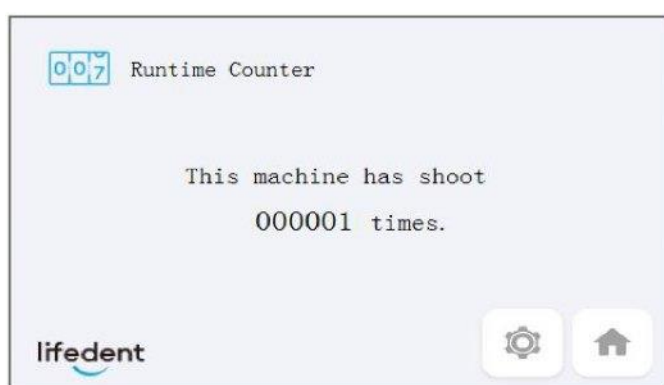 007 Runtime Counter
This machine has shoot
000001 times.
lifedent